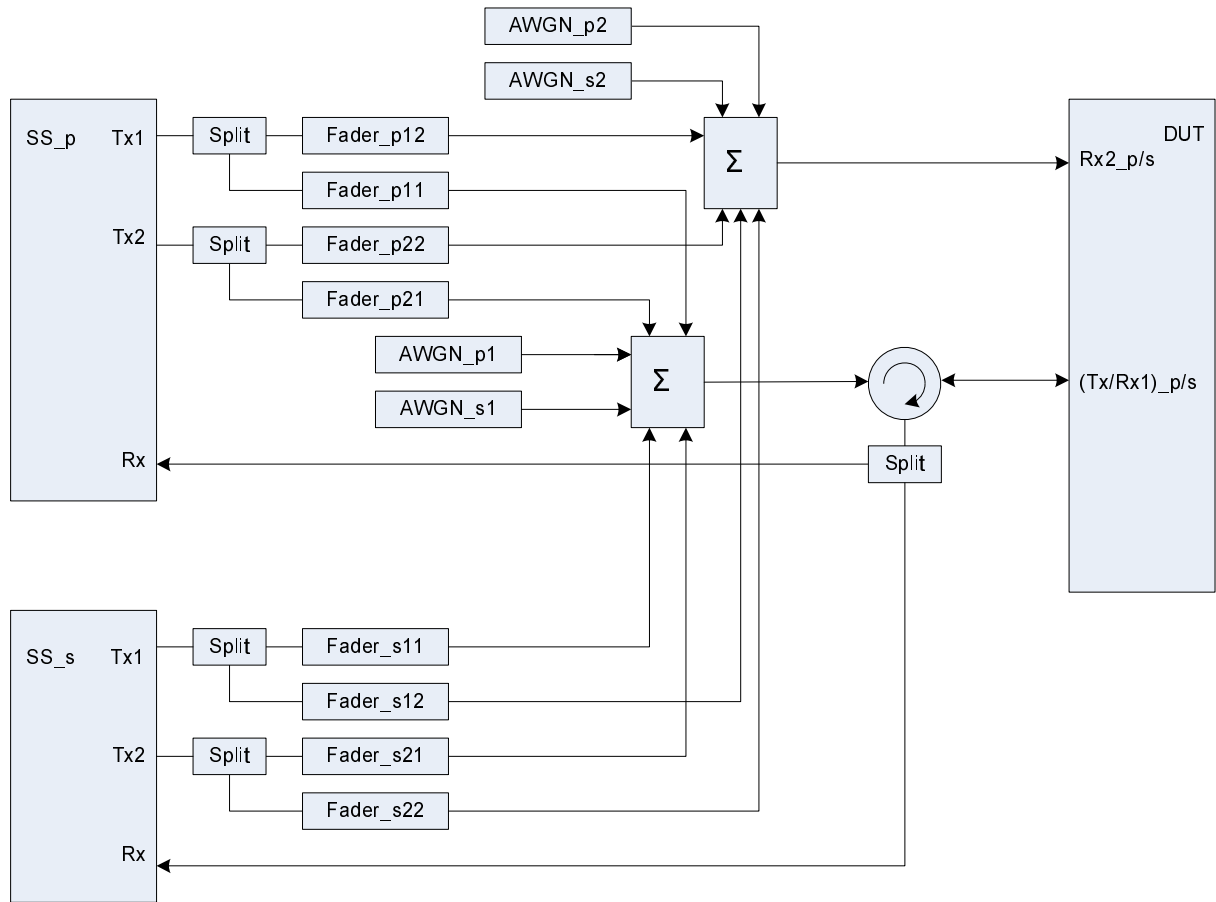 AWGN_p2
AWGN_s2
SS_p
Tx1
Split
Fader_p12
Σ
DUT
Rx2_p/s
Fader_p11
Tx2
Split
Fader_p22
Fader_p21
AWGN_p1
Σ
(Tx/Rx1)_p/s
AWGN_s1
Rx
Split
SS_s
Tx1
Split
Fader_s11
Fader_s12
Tx2
Split
Fader_s21
Fader_s22
Rx